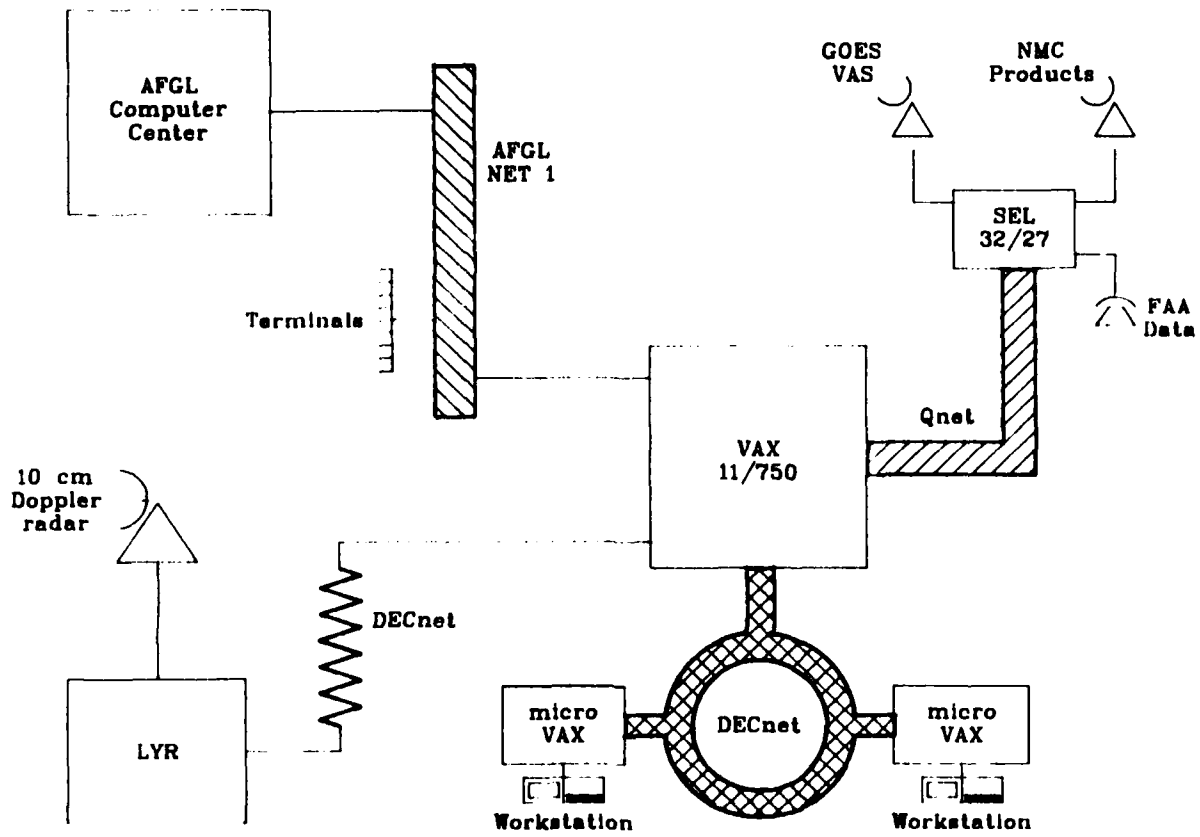 AFGL
Computer
Center
AFGL
NET 1
GOES
VAS
NMC
Products
SEL
32/27
FAA
Data
Terminals
Qnet
VAX
11/750
10 cm
Doppler
radar
DECnet
LYR
micro
VAX
DECnet
micro
VAX
Workstation
Workstation